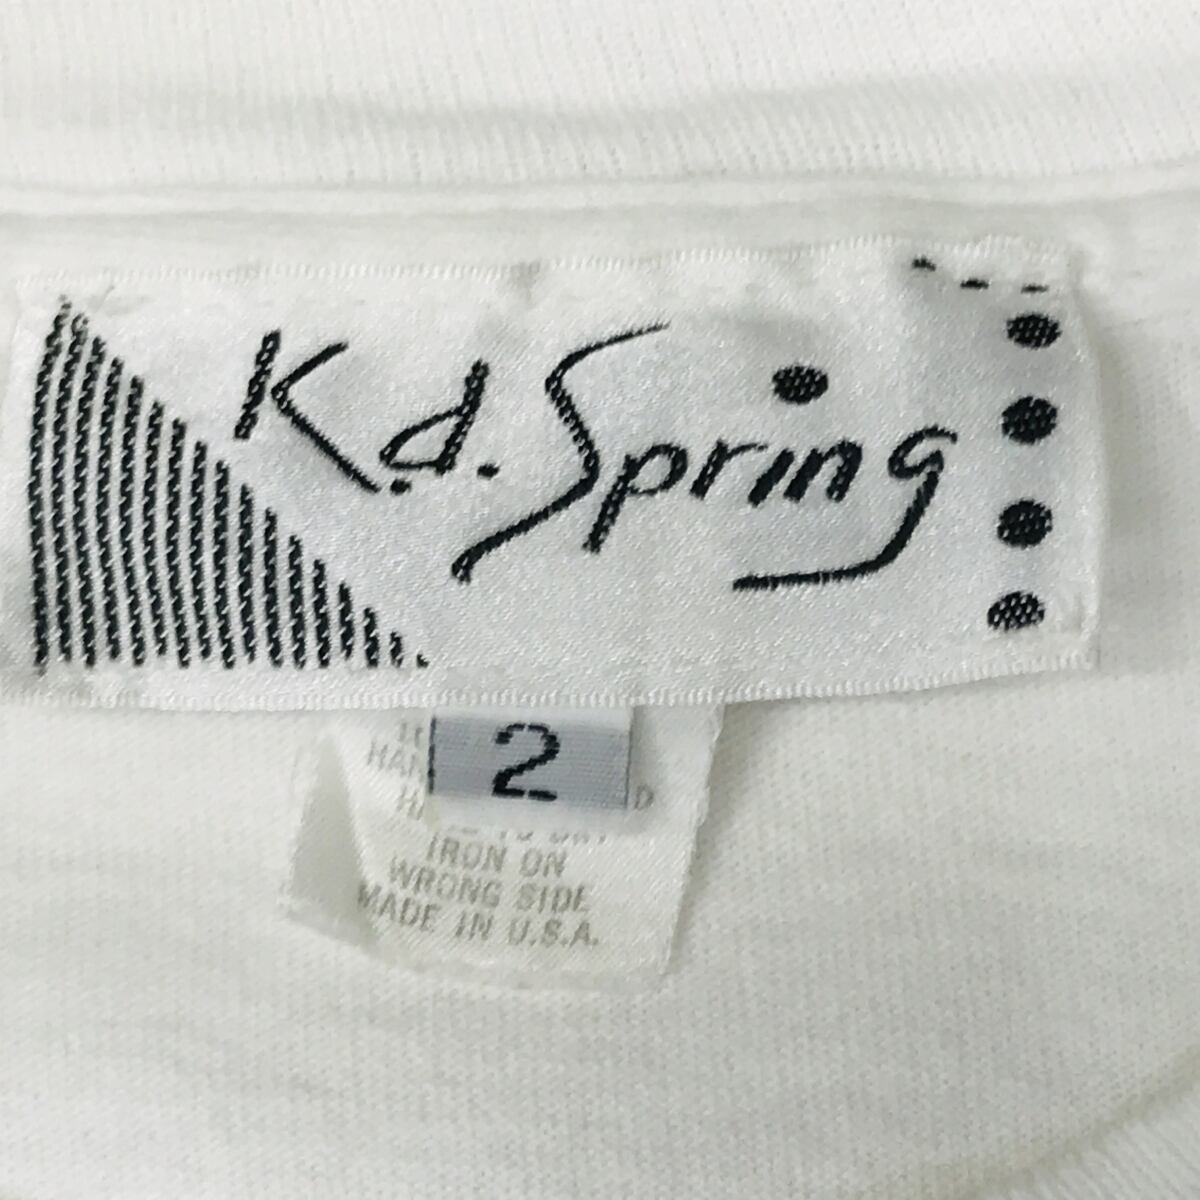 K.d. Spring
2
IRON ON
WRONG SIDE
MADE IN U.S.A.